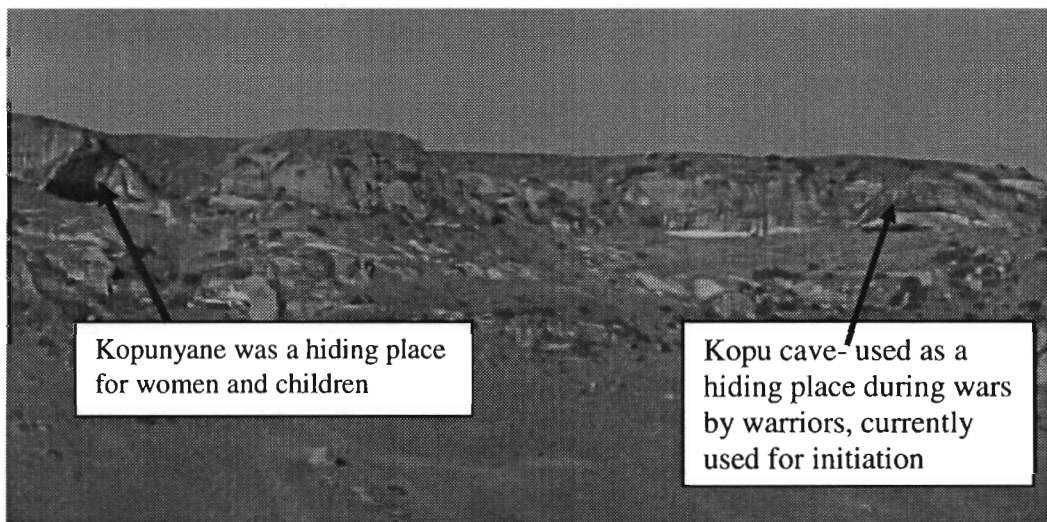 Kopunyane was a hiding place
for women and children
Kopu cave- used as a
hiding place during wars
by warriors, currently
used for initiation